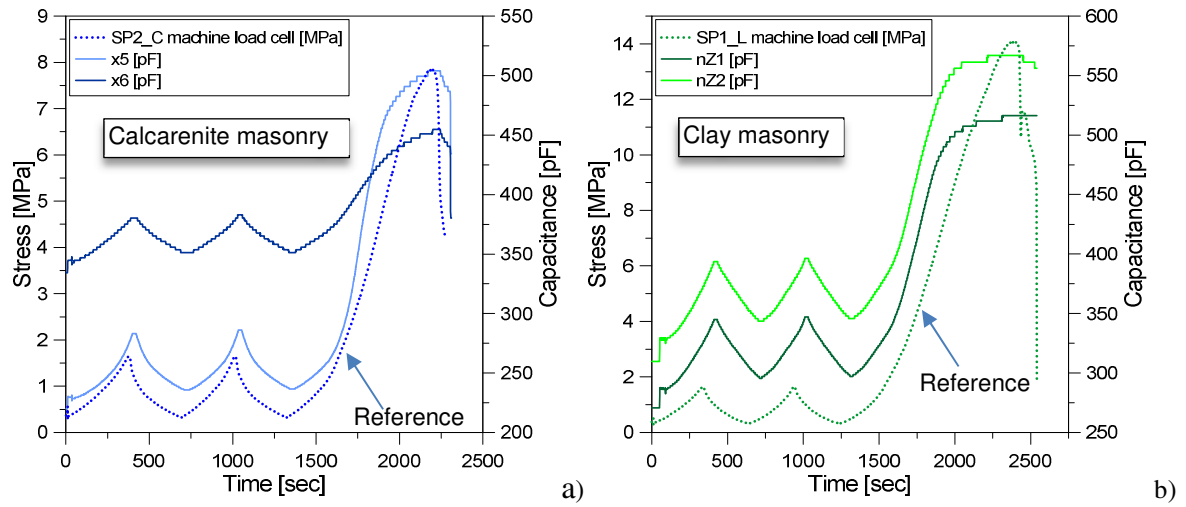 SP2_C machine load cell [MPa]
x5 [pF]
x6 [pF]
Calcarenite masonry
Reference
Stress [MPa]
9
8
7
6
5
4
3
2
1
0
Capacitance [pF]
550
500
450
400
350
300
250
200
0 500 1000 1500 2000 2500
Time [sec]
a)
SP1_L machine load cell [MPa]
nZ1 [pF]
nZ2 [pF]
Clay masonry
Reference
Stress [MPa]
14
12
10
8
6
4
2
0
Capacitance [pF]
600
550
500
450
400
350
300
250
0 500 1000 1500 2000 2500
Time [sec]
b)